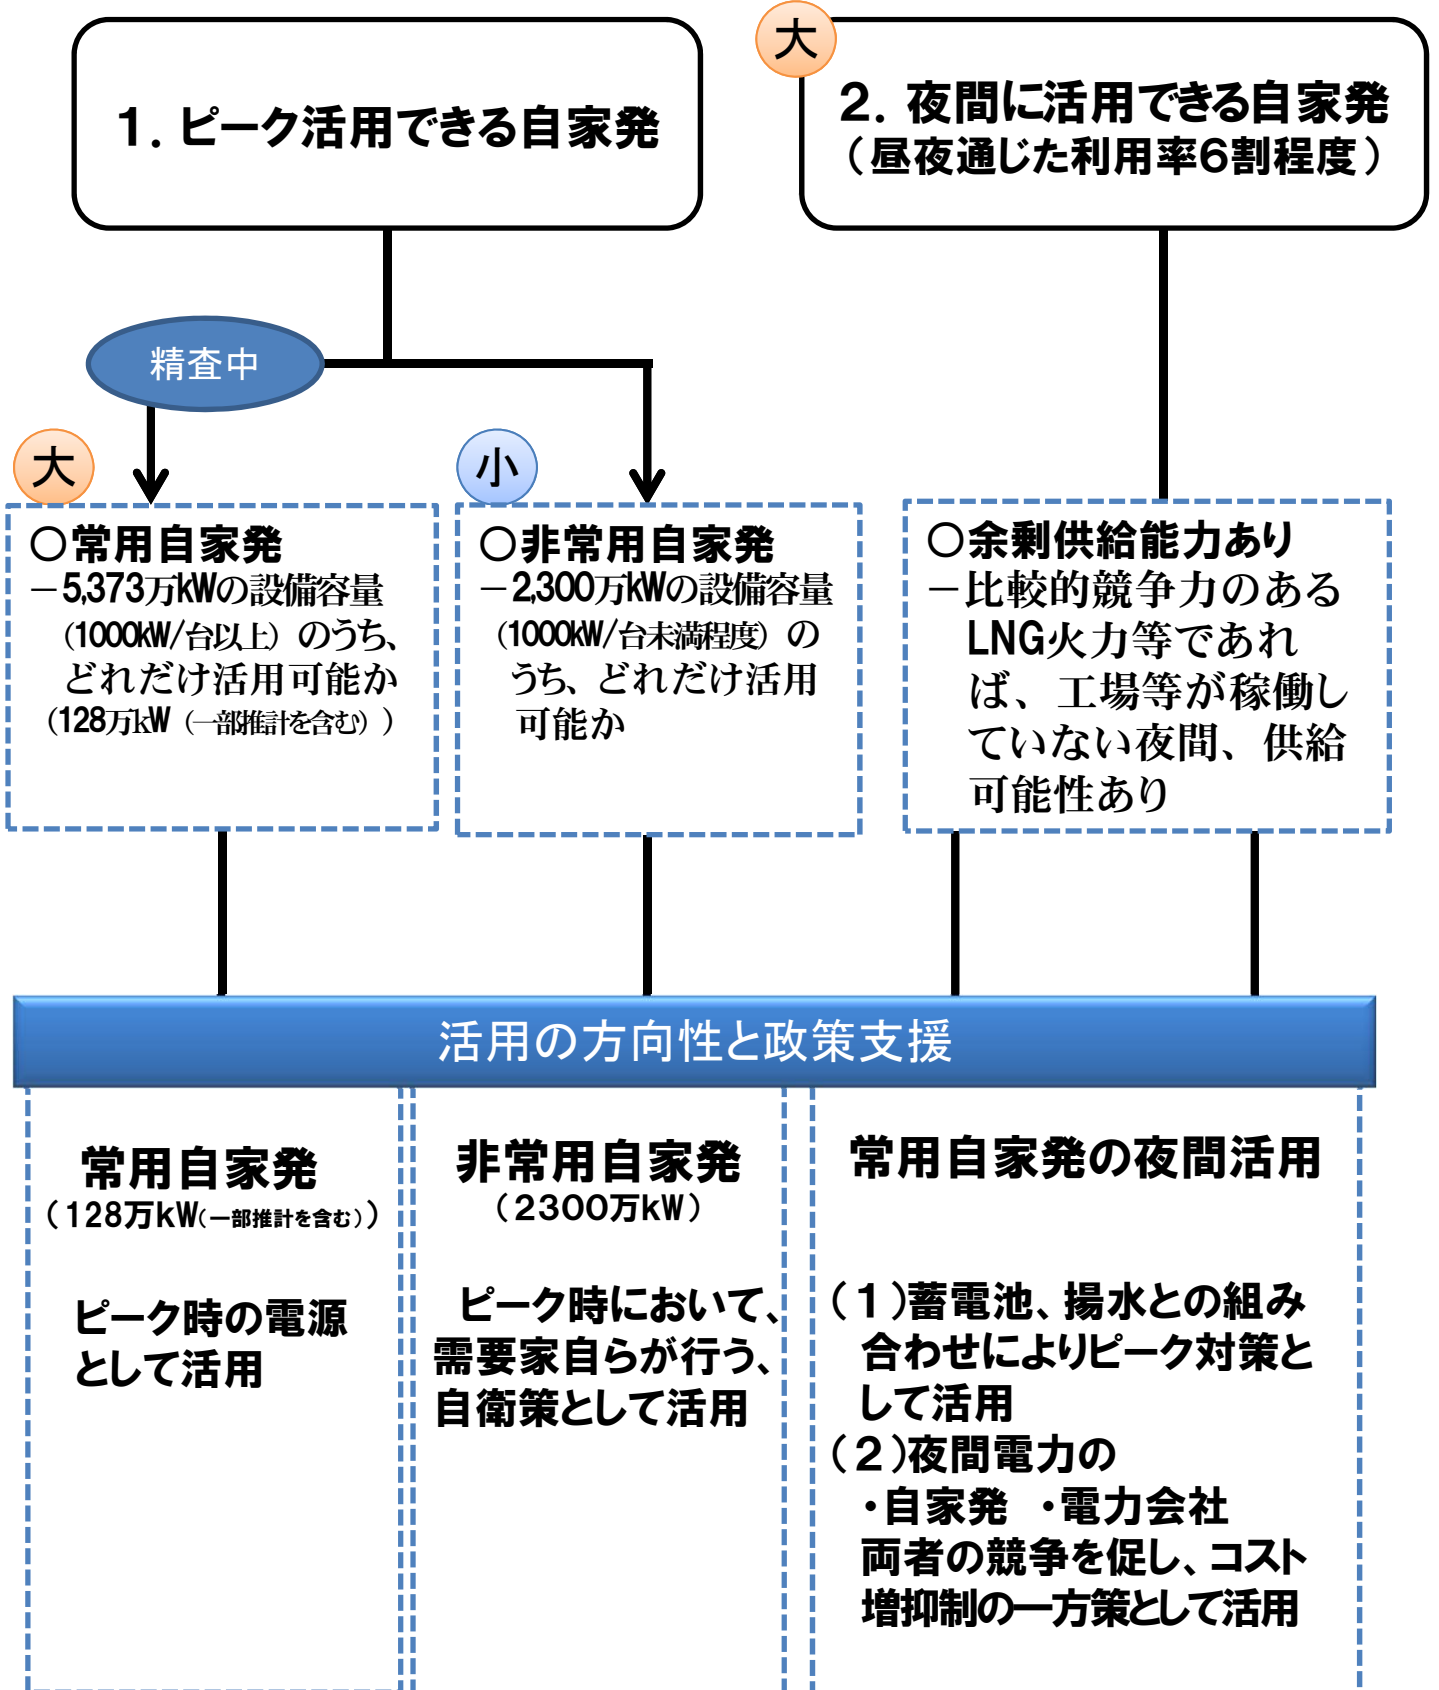 １．ピーク活用できる自家発
大
２．夜間に活用できる自家発
（昼夜通じた利用率６割程度）
精査中
大
○常用自家発
－5,373万kWの設備容量
（1000kW/台以上）のうち、
どれだけ活用可能か
（128万kW（一部推計を含む））
小
○非常用自家発
－2,300万kWの設備容量
（1000kW/台未満程度）の
うち、どれだけ活用
可能か
○余剰供給能力あり
－比較的競争力のある
LNG火力等であれ
ば、工場等が稼働し
ていない夜間、供給
可能性あり
活用の方向性と政策支援
常用自家発
（128万kW（一部推計を含む））
ピーク時の電源
として活用
非常用自家発
（２３００万kW）
ピーク時において、
需要家自らが行う、
自衛策として活用
常用自家発の夜間活用
（１）蓄電池、揚水との組み
合わせによりピーク対策と
して活用
（２）夜間電力の
・自家発　・電力会社
両者の競争を促し、コスト
増抑制の一方策として活用